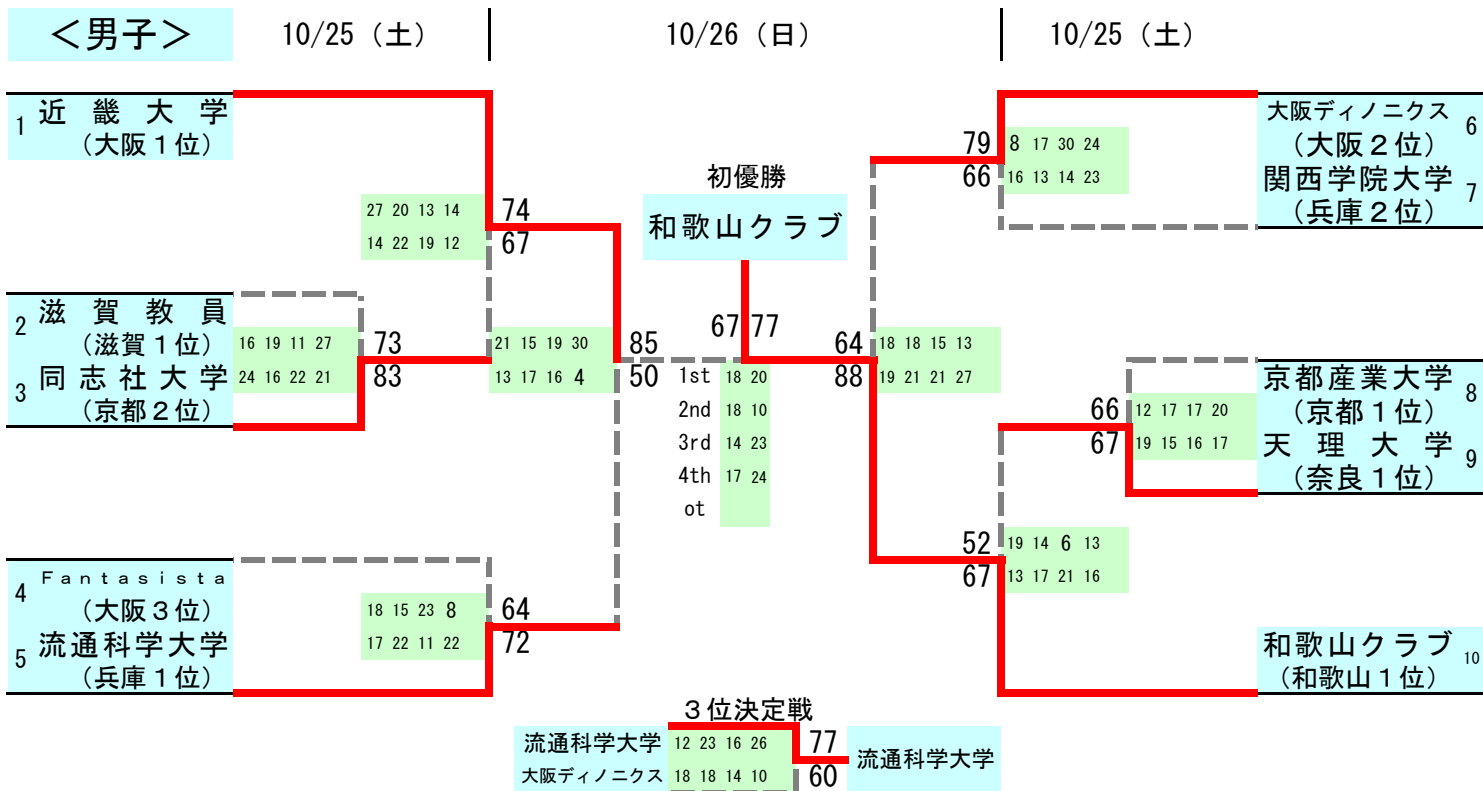 ＜男子＞ 10/25（土） 10/26（日） 10/25（土）
1 近畿大学
（大阪１位）
27 20 13 14
14 22 19 12
74
67
2 滋賀教員
（滋賀１位）
3 同志社大学
（京都２位）
16 19 11 27
24 16 22 21
73
83
21 15 19 30
13 17 16 4
85
50
4 Ｆａｎｔａｓｉｓｔａ
（大阪３位）
5 流通科学大学
（兵庫１位）
18 15 23 8
17 22 11 22
64
72
初優勝
和歌山クラブ
67 77
1st 18 20
2nd 18 10
3rd 14 23
4th 17 24
ot
大阪ディノニクス 6
（大阪２位）
関西学院大学 7
（兵庫２位）
79
66
8 17 30 24
16 13 14 23
64
88
18 18 15 13
19 21 21 27
京都産業大学 8
（京都１位）
天理大学 9
（奈良１位）
66
67
12 17 17 20
19 15 16 17
52
67
19 14 6 13
13 17 21 16
和歌山クラブ 10
（和歌山１位）
３位決定戦
流通科学大学 12 23 16 26 77
大阪ディノニクス 18 18 14 10 60
流通科学大学